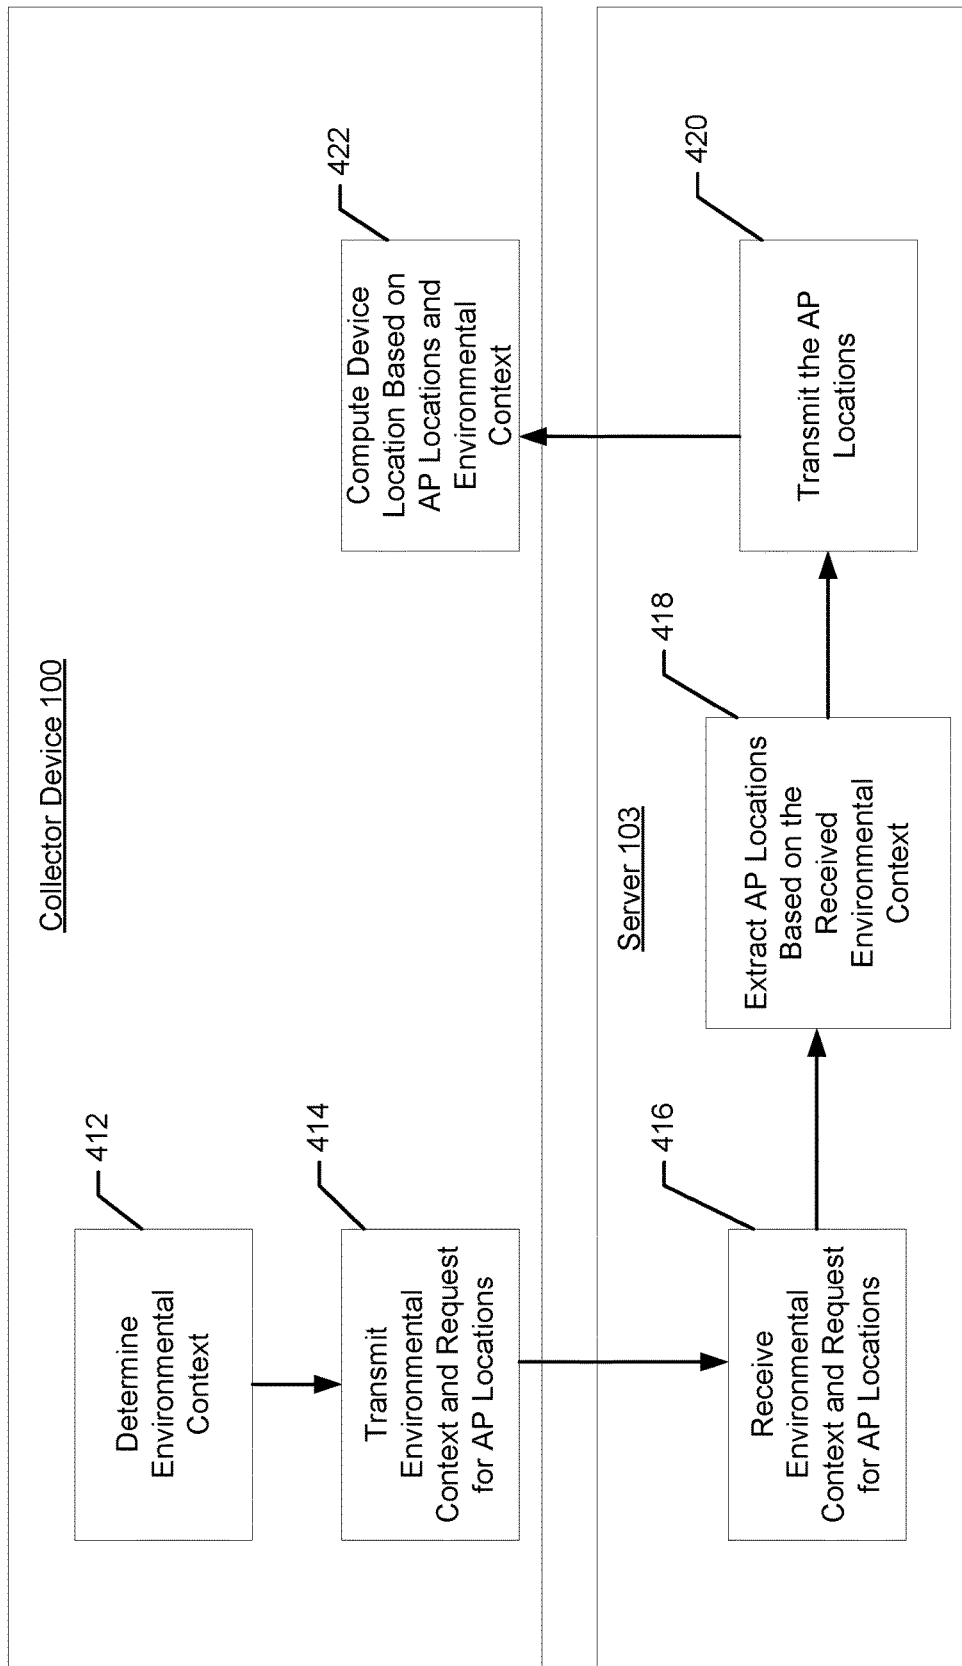 Collector Device 100
412
Determine
Environmental
Context
414
Transmit
Environmental
Context and Request
for AP Locations
422
Compute Device
Location Based on
AP Locations and
Environmental
Context
Server 103
416
Receive
Environmental
Context and Request
for AP Locations
418
Extract AP Locations
Based on the
Received
Environmental
Context
420
Transmit the AP
Locations